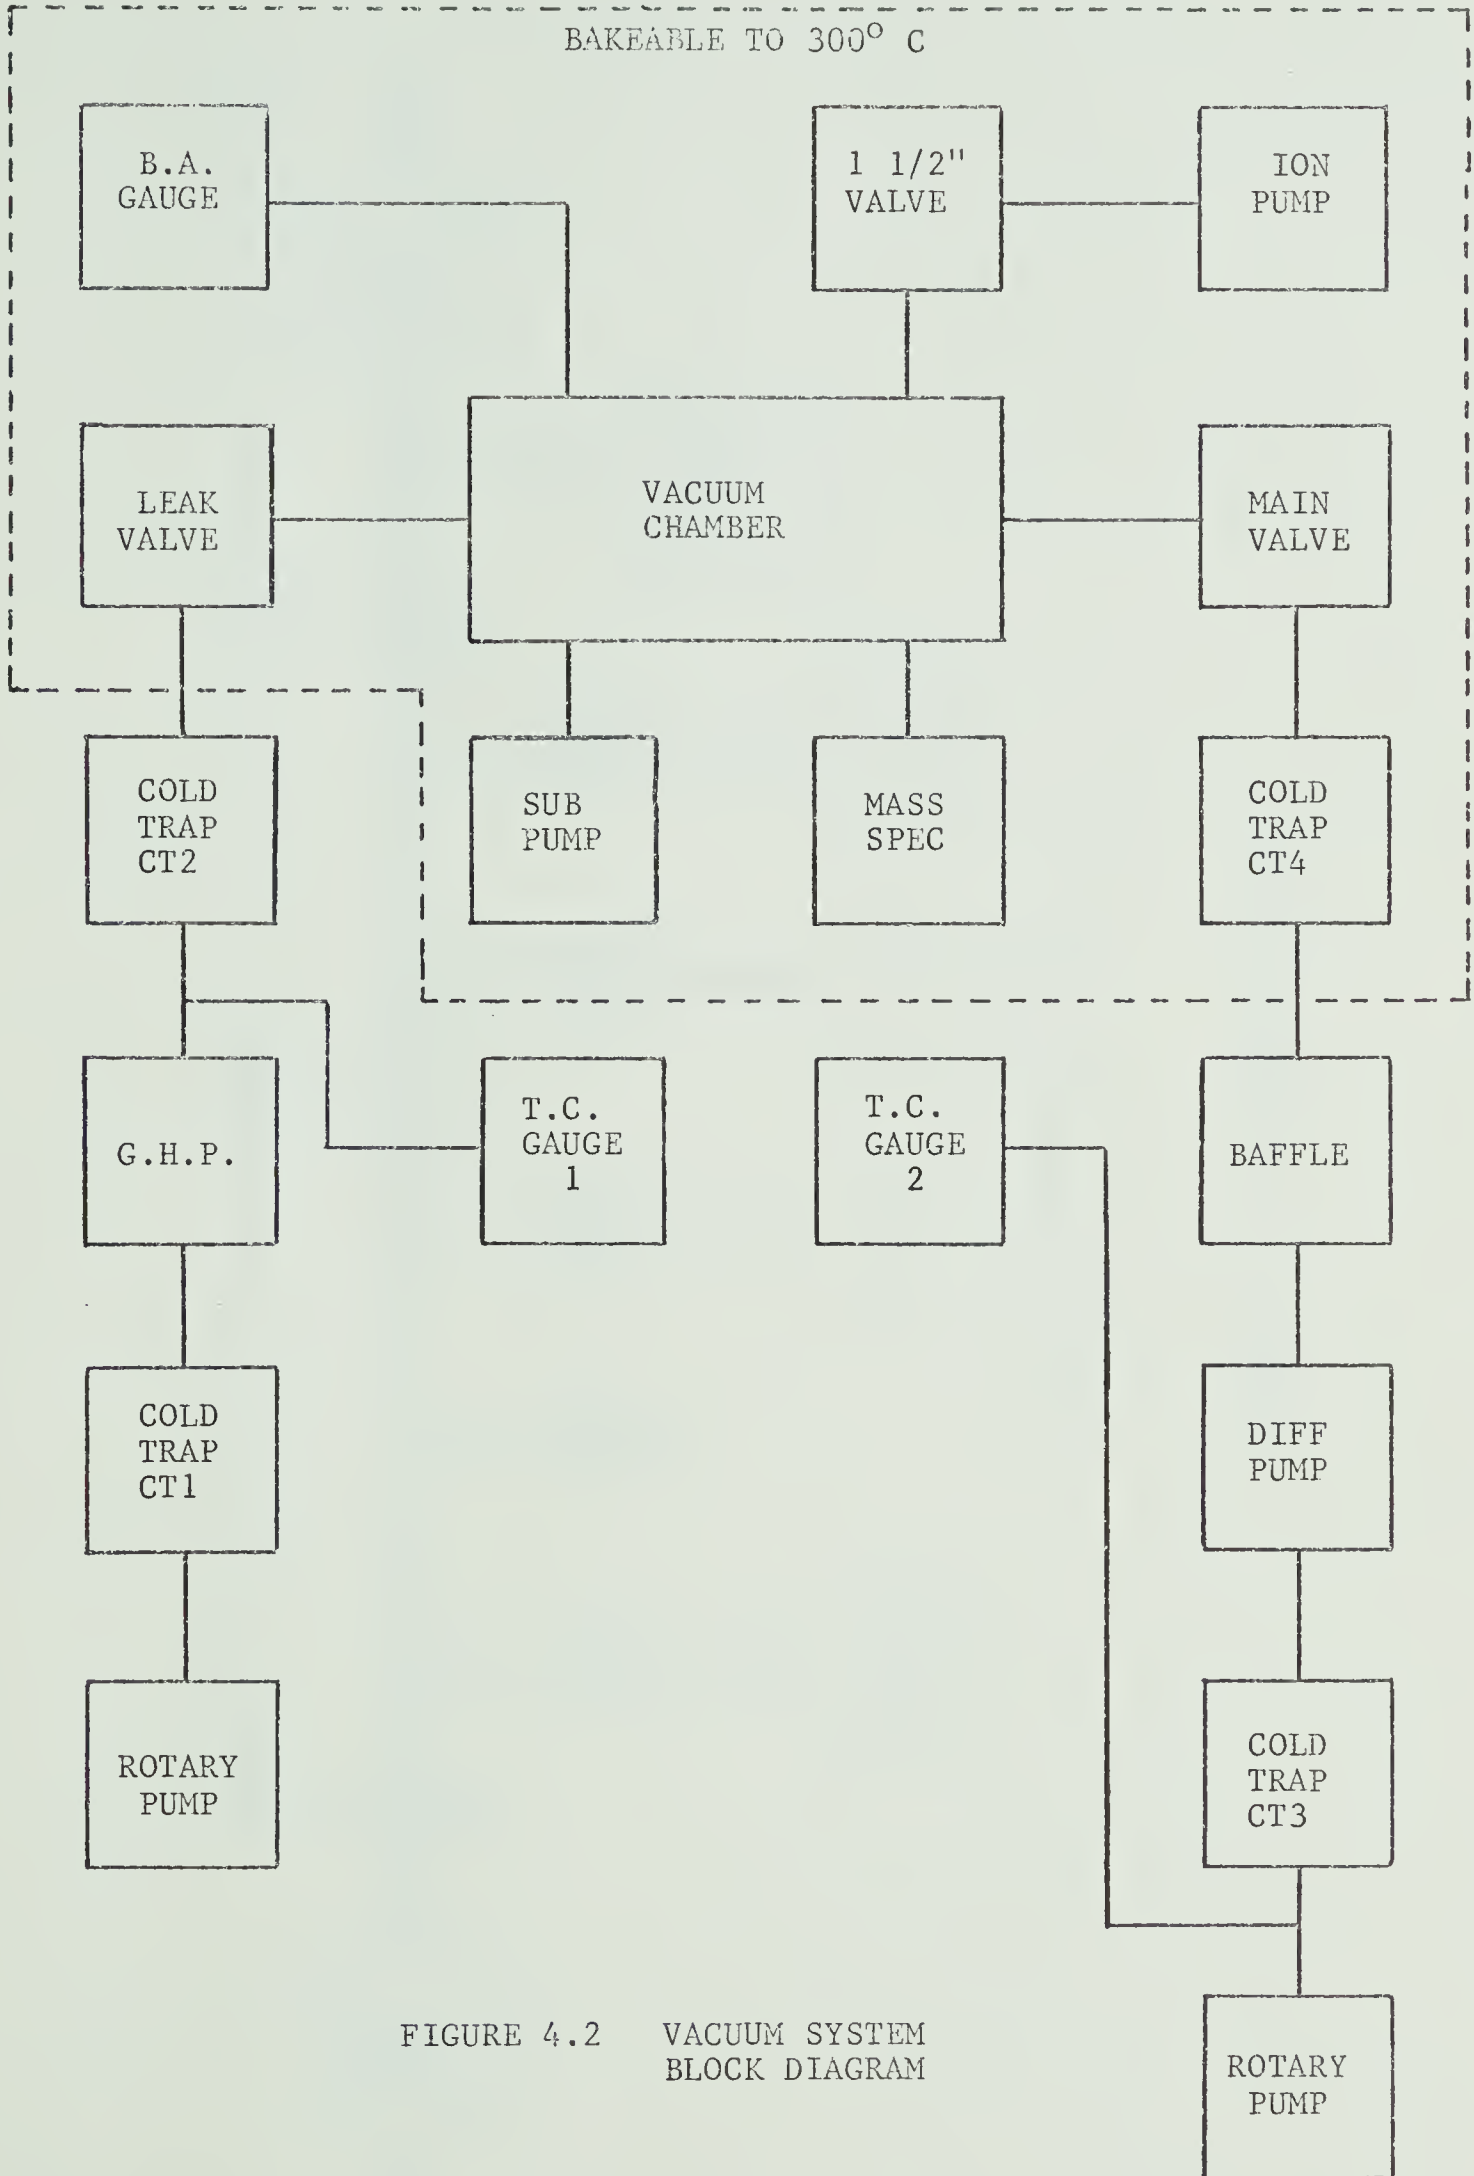 BAKEABLE TO 300° C
B.A.
GAUGE
1 1/2"
VALVE
ION
PUMP
LEAK
VALVE
VACUUM
CHAMBER
MAIN
VALVE
COLD
TRAP
CT2
SUB
PUMP
MASS
SPEC
COLD
TRAP
CT4
G.H.P.
T.C.
GAUGE
1
T.C.
GAUGE
2
BAFFLE
COLD
TRAP
CT1
DIFF
PUMP
ROTARY
PUMP
COLD
TRAP
CT3
FIGURE 4.2 VACUUM SYSTEM
BLOCK DIAGRAM
ROTARY
PUMP